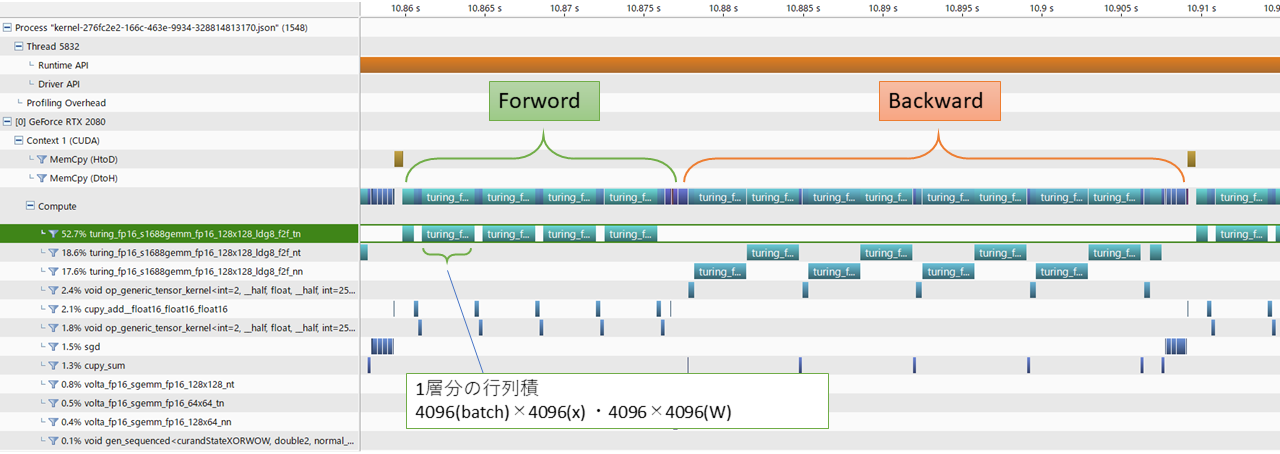 10.86 s 10.865 s 10.87 s 10.875 s 10.88 s 10.885 s 10.89 s 10.895 s 10.9 s 10.905 s 10.91 s 10.9
Process "kernel-276fc2e2-166c-463e-9934-328814813170.json" (1548)
Thread 5832
Runtime API
Driver API
Profiling Overhead
[0] GeForce RTX 2080
Context 1 (CUDA)
MemCpy (HtoD)
MemCpy (DtoH)
Forword
Backward
Compute
turing_f... turing_f... turing_f... turing_f... turing_f... turing_f... turing_f... turing_f... turing_f... turing_f... turing_f... turing_f... turing_f...
52.7% turing_fp16_s1688gemm_fp16_128x128_ldg8_f2f_tn
turing_f... turing_f... turing_f... turing_f... turing_f...
18.6% turing_fp16_s1688gemm_fp16_128x128_ldg8_f2f_nt
turing_f... turing_f... turing_f... turing_f...
17.6% turing_fp16_s1688gemm_fp16_128x128_ldg8_f2f_nn
turing_f... turing_f... turing_f... turing_f...
2.4% void op_generic_tensor_kernel<int=2, __half, float, __half, int=25...
2.1% cupy_add__float16_float16_float16
1.8% void op_generic_tensor_kernel<int=2, __half, float, __half, int=25...
1.5% sgd
1.3% cupy_sum
0.8% volta_fp16_sgemm_fp16_128x128_nt
0.5% volta_fp16_sgemm_fp16_64x64_tn
0.4% volta_fp16_sgemm_fp16_128x64_nn
0.1% void gen_sequenced<curandStateXORWOW, double2, normal_...
1層分の行列積
4096(batch)×4096(x) ・4096×4096(W)